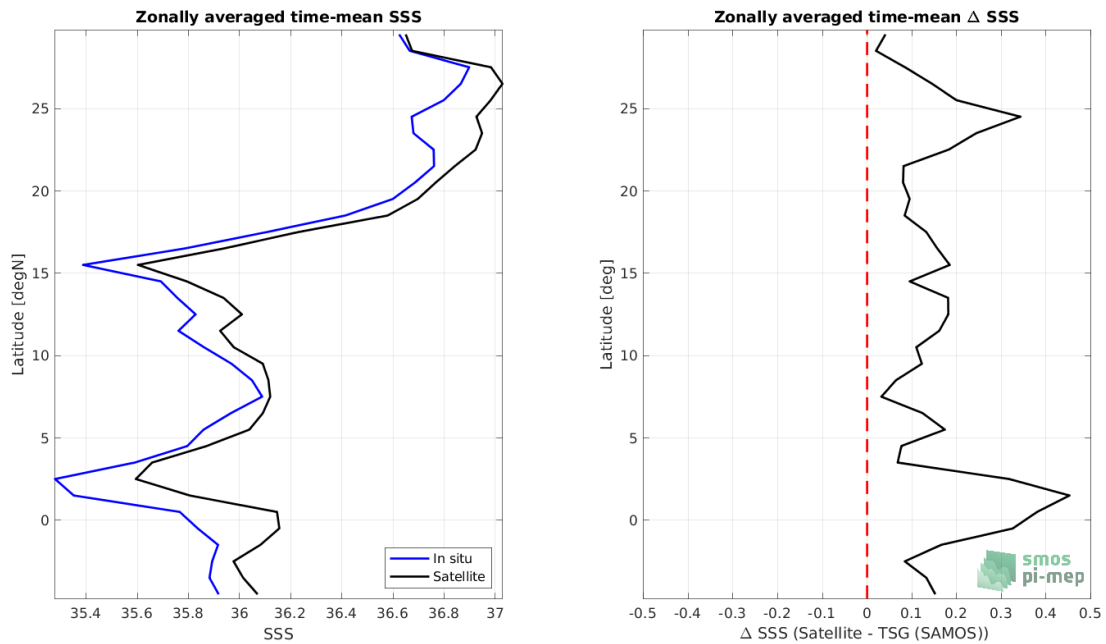 Zonally averaged time-mean SSS
Latitude [degN]
25
20
15
10
5
0
35.4 35.6 35.8 36 36.2 36.4 36.6 36.8 37
SSS
In situ
Satellite
Zonally averaged time-mean Δ SSS
Latitude [deg]
25
20
15
10
5
0
-0.5 -0.4 -0.3 -0.2 -0.1 0 0.1 0.2 0.3 0.4 0.5
Δ SSS (Satellite - TSG (SAMOS))
smos
pi-mep